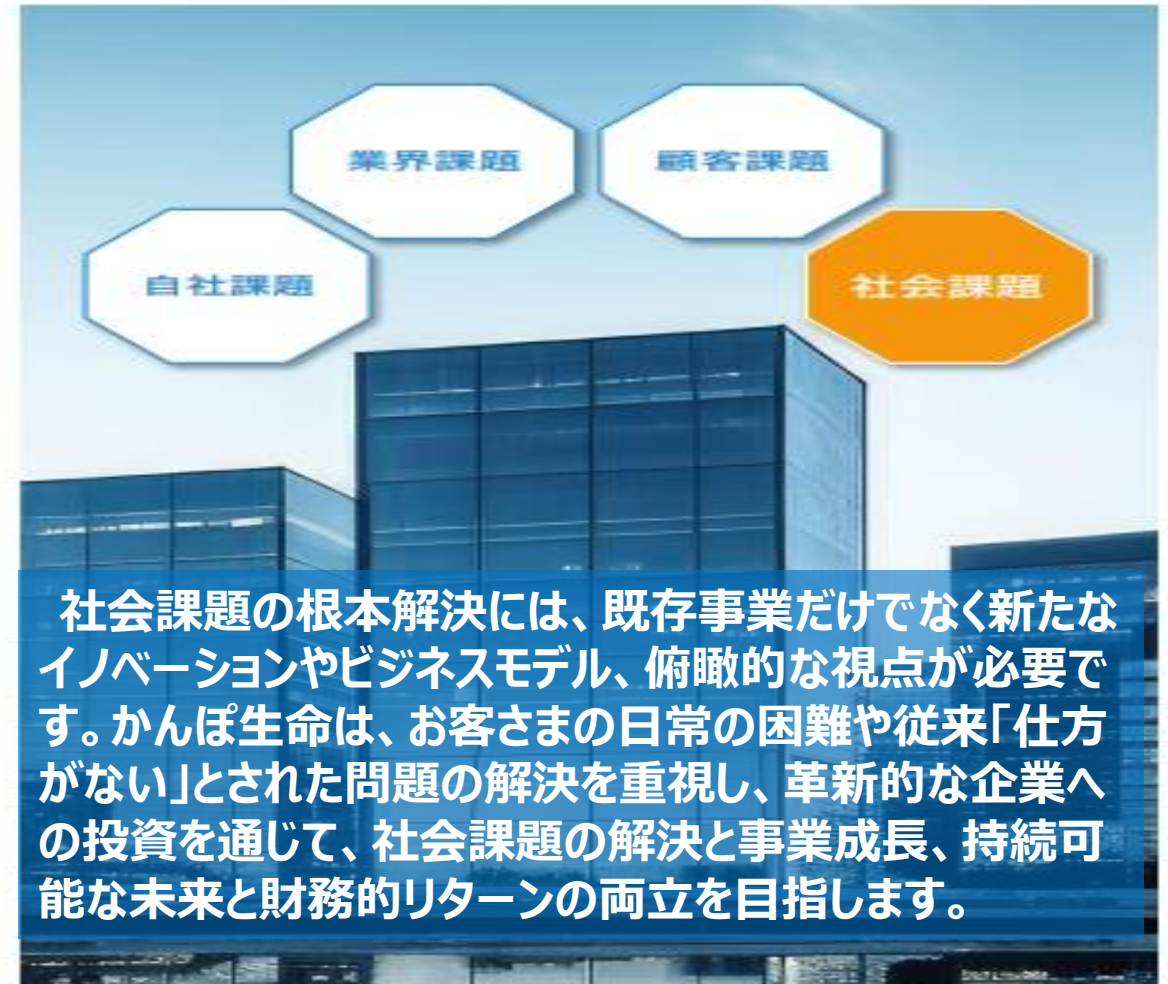 業界課題
顧客課題
自社課題
社会課題
社会課題の根本解決には、既存事業だけでなく新たな
イノベーションやビジネスモデル、俯瞰的な視点が必要で
す。かんぽ生命は、お客さまの日常の困難や従来「仕方
がない」とされた問題の解決を重視し、革新的な企業へ
の投資を通じて、社会課題の解決と事業成長、持続可
能な未来と財務的リターンの両立を目指します。